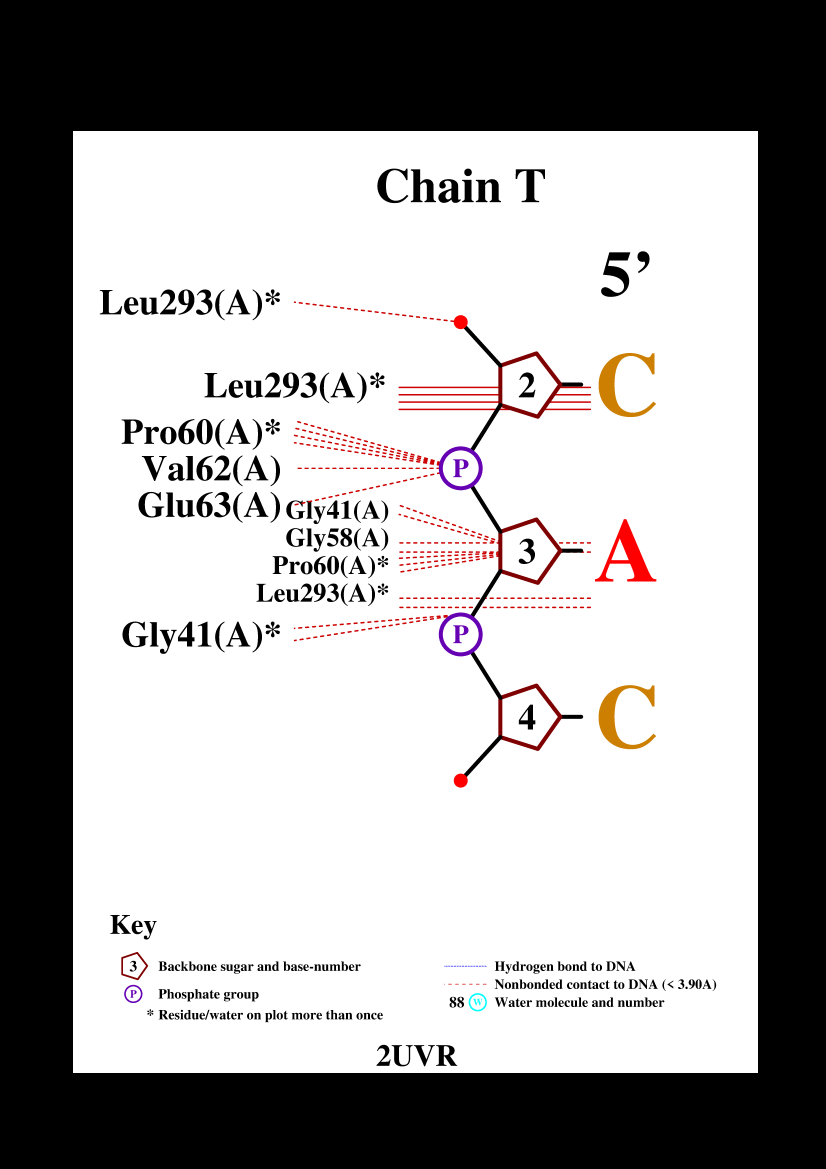 Chain T
5’
Leu293(A)*
Leu293(A)*
2
C
Pro60(A)*
Val62(A)
P
Glu63(A)
Gly41(A)
Gly58(A)
3
A
Pro60(A)*
Leu293(A)*
Gly41(A)*
P
4
C
Key
3 Backbone sugar and base-number
P Phosphate group
* Residue/water on plot more than once
Hydrogen bond to DNA
Nonbonded contact to DNA (< 3.90A)
88 W Water molecule and number
2UVR